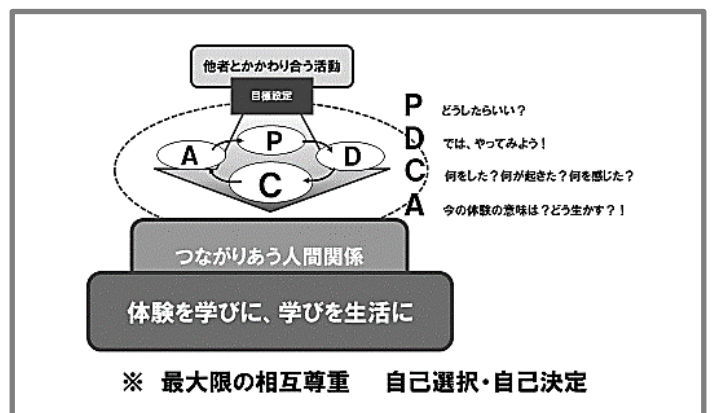 他者とかかわり合う活動
目標設定
P
A
D
C
P どうしたらいい？
D では、やってみよう！
C 何をした？何が起きた？何を感じた？
A 今の体験の意味は？どう生かす？！
つながりあう人間関係
体験を学びに、学びを生活に
※ 最大限の相互尊重 自己選択・自己決定